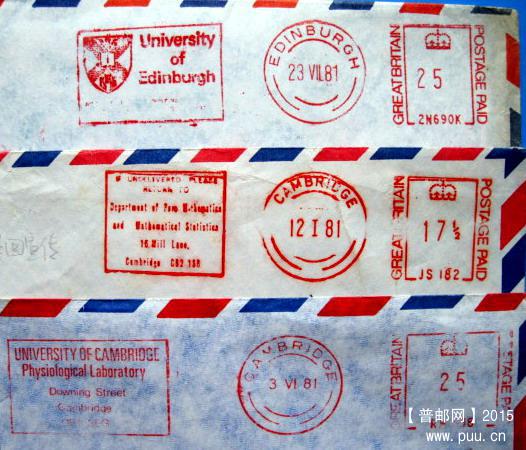 University
of
Edinburgh
EDINBURGH
23 VII 81
GREAT BRITAIN
25
2N690K
POSTAGE PAID
IF UNDELIVERED PLEASE
RETURN TO
Department of Pure Mathematics
and Mathematical Statistics
16 Mill Lane,
Cambridge CB2 1SB
CAMBRIDGE
12 I 81
GREAT BRITAIN
17½
JS 182
POSTAGE PAID
UNIVERSITY OF CAMBRIDGE
Physiological Laboratory
Downing Street
Cambridge
CAMBRIDGE
3 VI 81
GREAT BRITAIN
25
POSTAGE P
【普邮网】2015
www.puu.cn